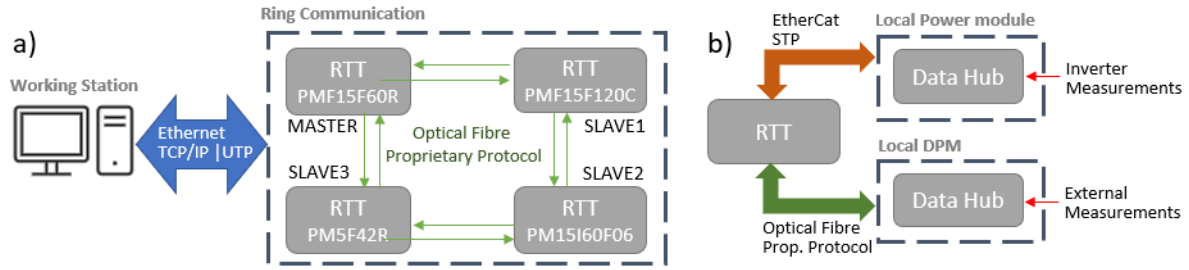 a)
Working Station
Ethernet
TCP/IP |UTP
Ring Communication
RTT
PMF15F60R
MASTER
RTT
PMF15F120C
SLAVE1
Optical Fibre
Proprietary Protocol
SLAVE3
RTT
PM5F42R
SLAVE2
RTT
PM15I60F06
b)
EtherCat
STP
RTT
Optical Fibre
Prop. Protocol
Local Power module
Data Hub
Inverter
Measurements
Local DPM
Data Hub
External
Measurements